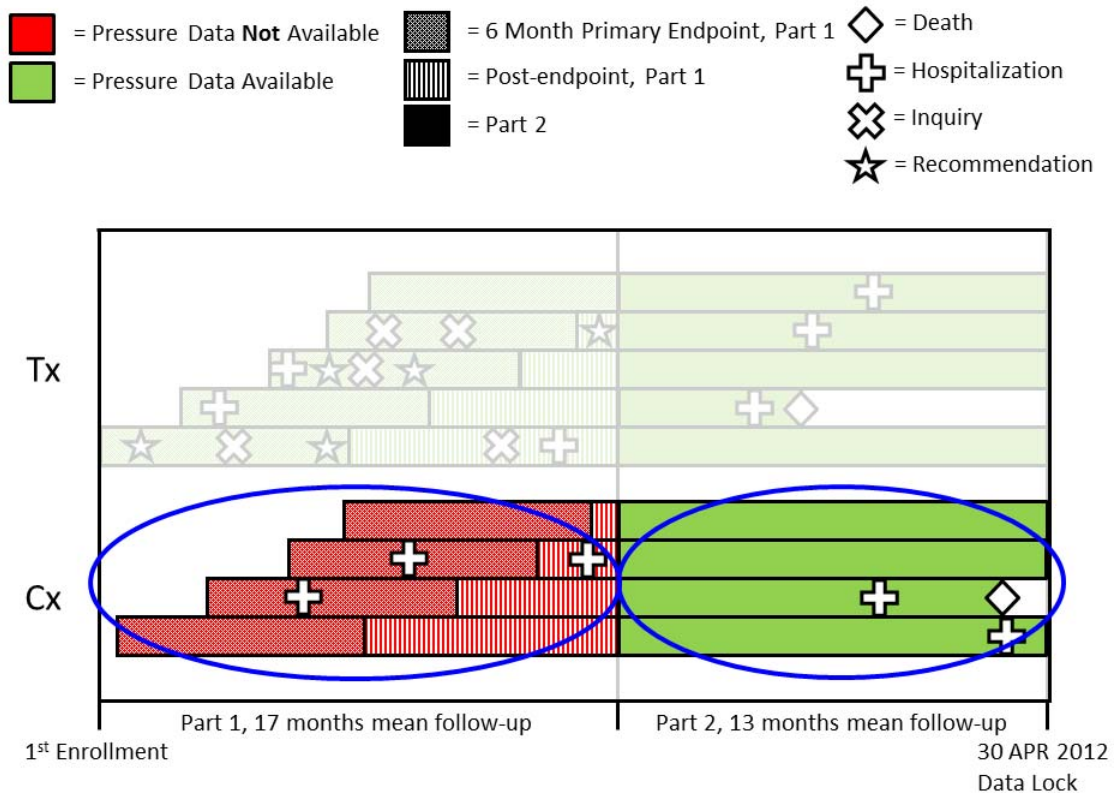 = Pressure Data Not Available
= Pressure Data Available
= 6 Month Primary Endpoint, Part 1
= Post-endpoint, Part 1
= Part 2
= Death
= Hospitalization
= Inquiry
= Recommendation
Tx
Cx
Part 1, 17 months mean follow-up
Part 2, 13 months mean follow-up
1st Enrollment
30 APR 2012
Data Lock